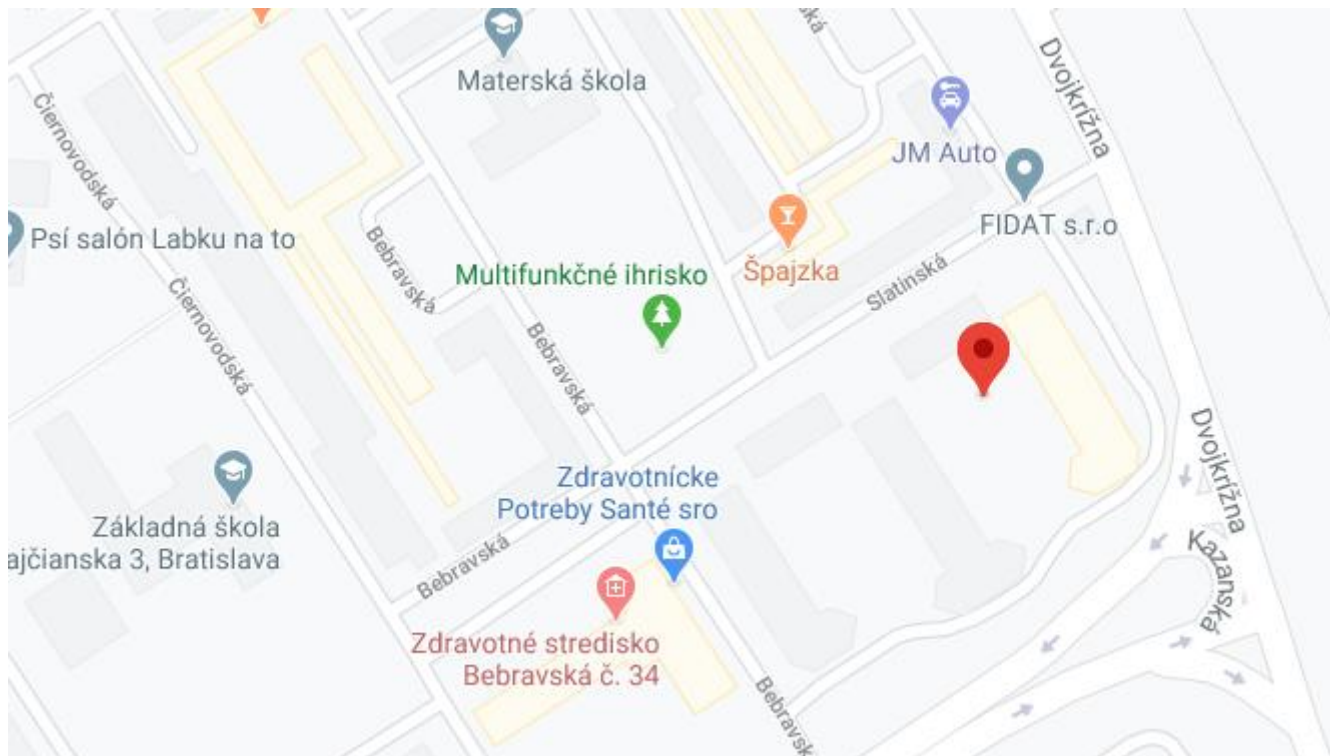 Materská škola
Dvojkrížna
Čiernovodská
JM Auto
FIDAT s.r.o
Psí salón Labku na to
Bebravská
Multifunkčné ihrisko
Špajzka
Slatinská
Čiernovodská
Bebravská
Dvojkrížna
Zdravotnícke
Potreby Santé sro
Základná škola
ajčianska 3, Bratislava
Bebravská
Kazanská
Zdravotné stredisko
Bebravská č. 34
Bebravská